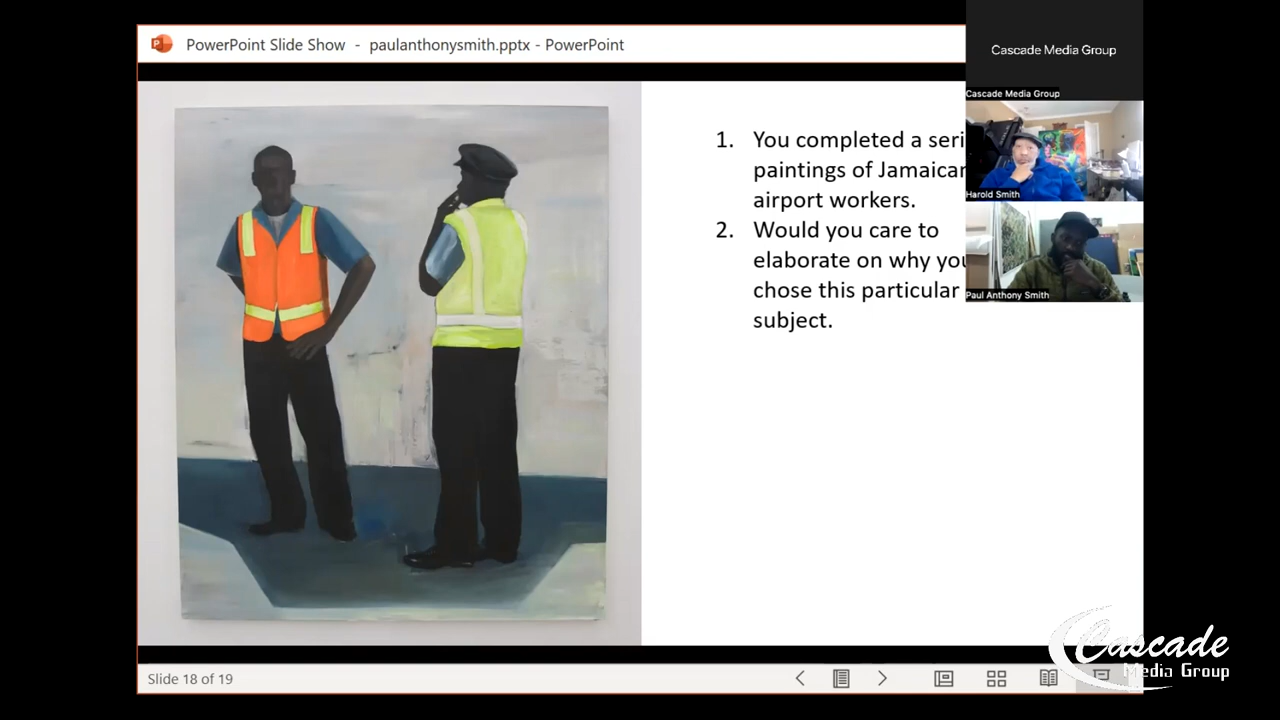 PowerPoint Slide Show - paulanthonysmith.pptx - PowerPoint
Cascade Media Group
Cascade Media Group
Harold Smith
Paul Anthony Smith
1. You completed a seri
paintings of Jamaican
airport workers.
2. Would you care to
elaborate on why you
chose this particular
subject.
Slide 18 of 19
Cascade
Media Group